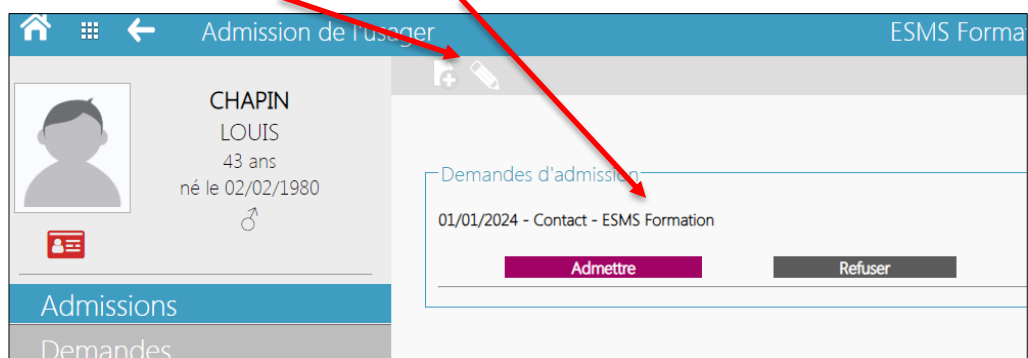 Admission de l'usager
ESMS Forma
CHAPIN
LOUIS
43 ans
né le 02/02/1980
Demandes d'admission
01/01/2024 - Contact - ESMS Formation
Admettre
Refuser
Admissions
Demandes